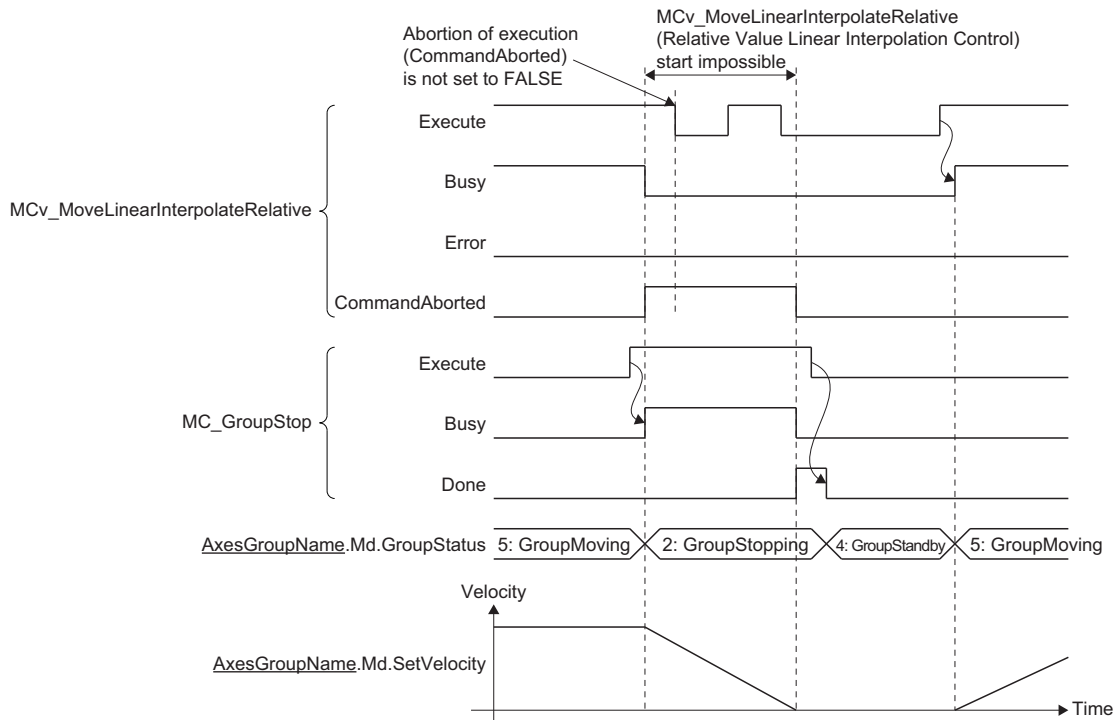 MCv_MoveLinearInterpolateRelative
(Relative Value Linear Interpolation Control)
start impossible
Abortion of execution
(CommandAborted)
is not set to FALSE
Execute
Busy
MCv_MoveLinearInterpolateRelative
Error
CommandAborted
Execute
MC_GroupStop
Busy
Done
AxesGroupName.Md.GroupStatus 5: GroupMoving 2: GroupStopping 4: GroupStandby 5: GroupMoving
Velocity
AxesGroupName.Md.SetVelocity
Time